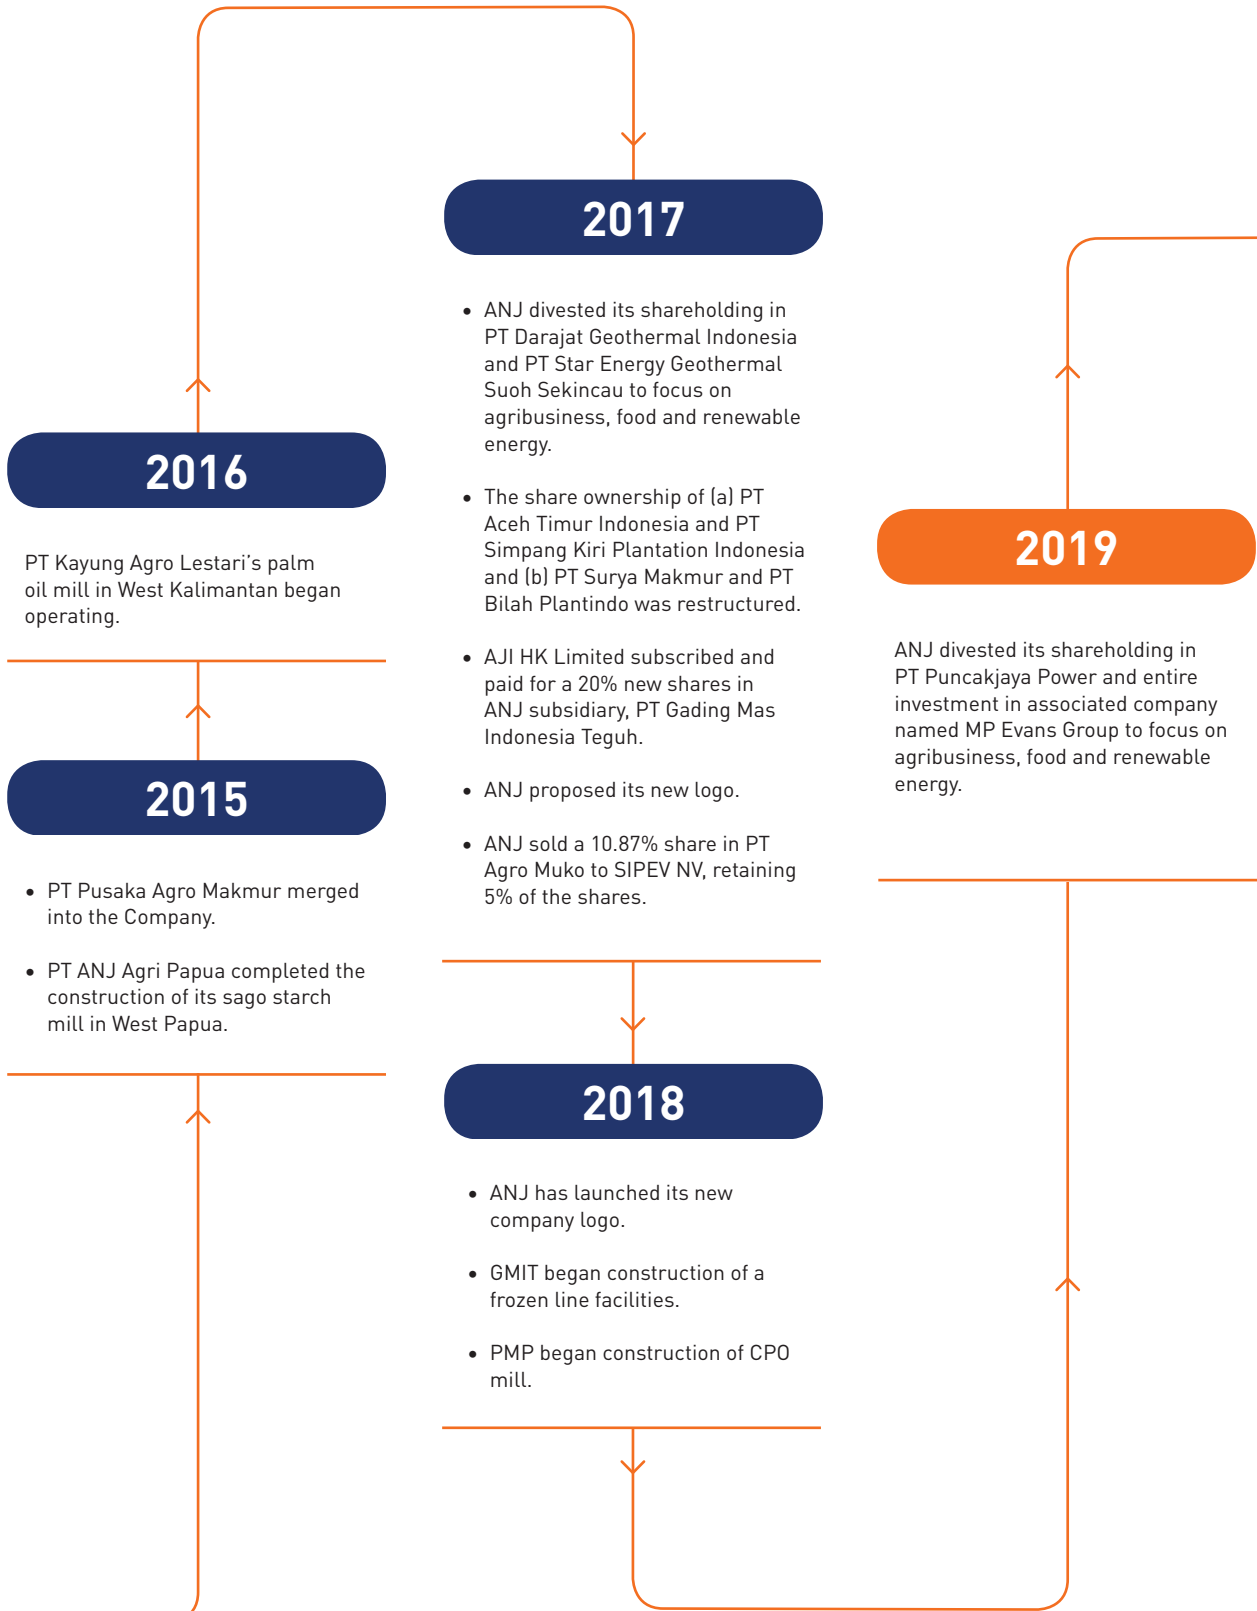 2016
PT Kayung Agro Lestari’s palm
oil mill in West Kalimantan began
operating.
2015
• PT Pusaka Agro Makmur merged
into the Company.
• PT ANJ Agri Papua completed the
construction of its sago starch
mill in West Papua.
2017
• ANJ divested its shareholding in
PT Darajat Geothermal Indonesia
and PT Star Energy Geothermal
Suoh Sekincau to focus on
agribusiness, food and renewable
energy.
• The share ownership of (a) PT
Aceh Timur Indonesia and PT
Simpang Kiri Plantation Indonesia
and (b) PT Surya Makmur and PT
Bilah Plantindo was restructured.
• AJI HK Limited subscribed and
paid for a 20% new shares in
ANJ subsidiary, PT Gading Mas
Indonesia Teguh.
• ANJ proposed its new logo.
• ANJ sold a 10.87% share in PT
Agro Muko to SIPEV NV, retaining
5% of the shares.
2018
• ANJ has launched its new
company logo.
• GMIT began construction of a
frozen line facilities.
• PMP began construction of CPO
mill.
2019
ANJ divested its shareholding in
PT Puncakjaya Power and entire
investment in associated company
named MP Evans Group to focus on
agribusiness, food and renewable
energy.